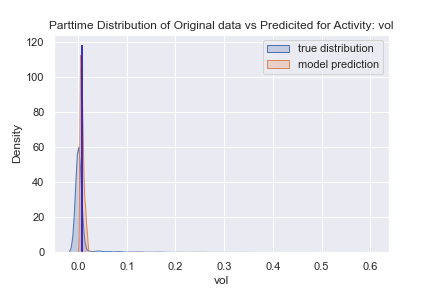 Parttime Distribution of Original data vs Predicited for Activity: vol
true distribution
model prediction
120
100
80
60
40
20
0
Density
0.0 0.1 0.2 0.3 0.4 0.5 0.6
vol